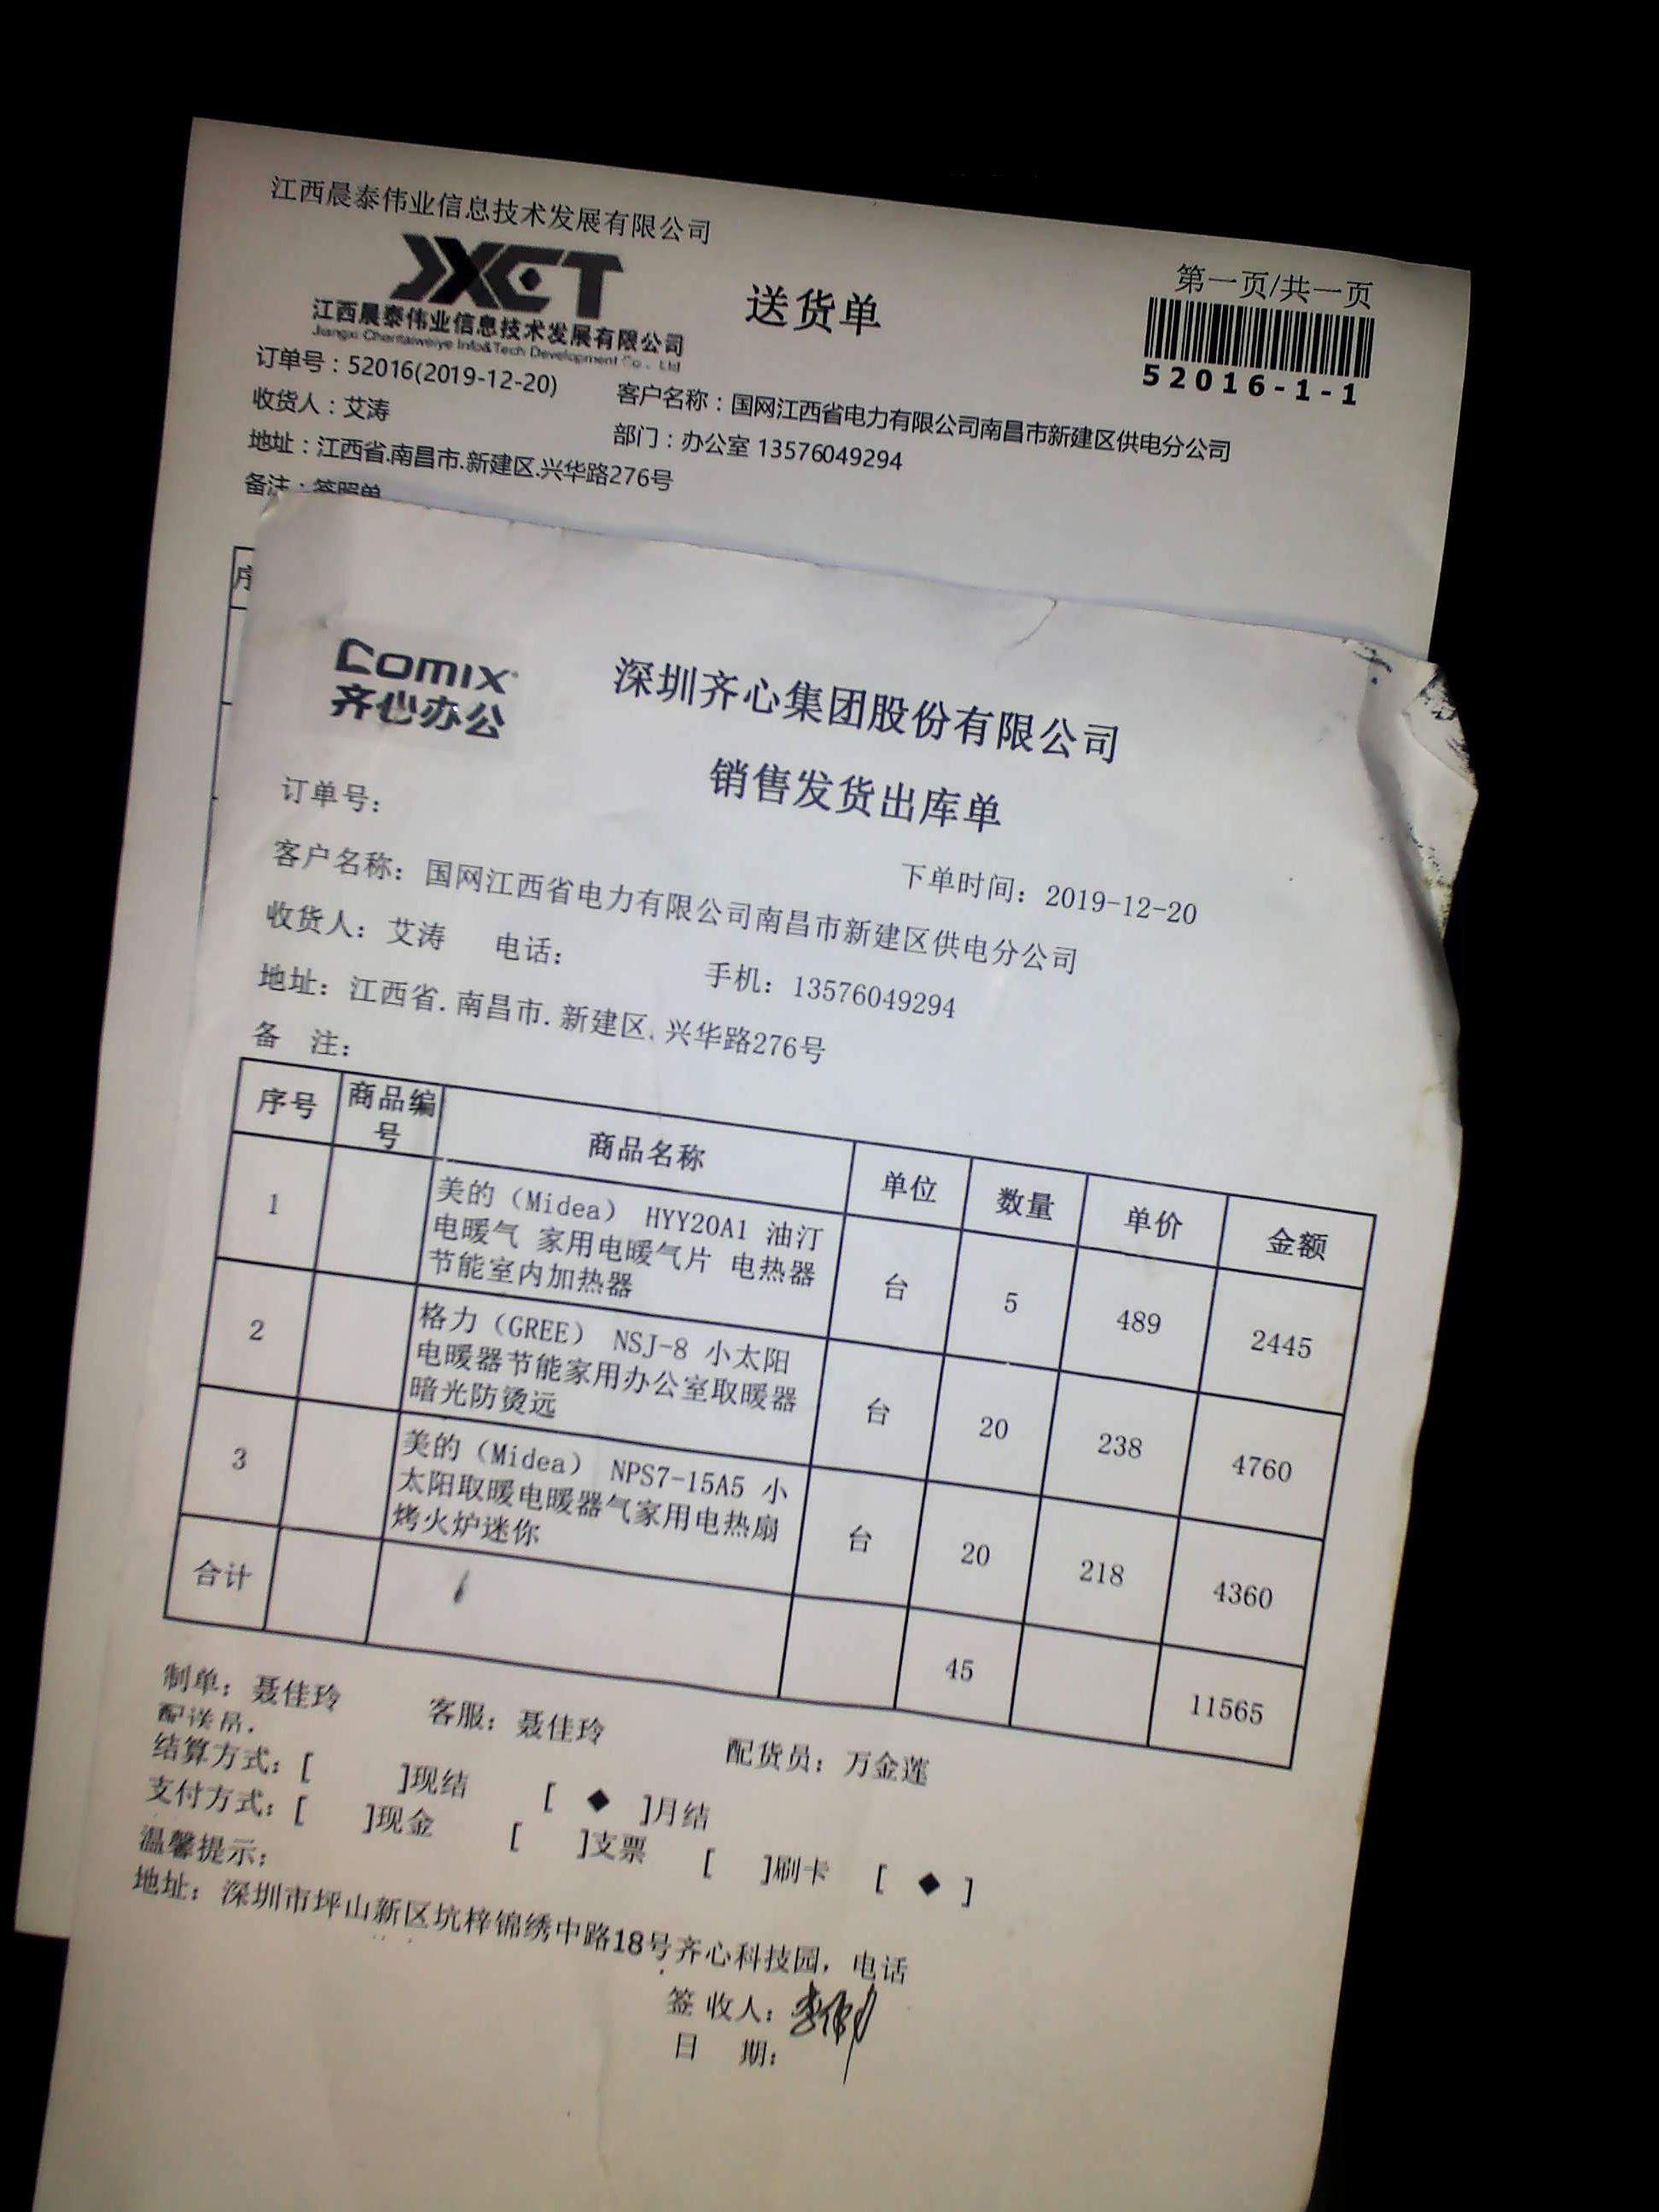 江西晨泰伟业信息技术发展有限公司
第一页/共一页
JXCT
江西晨泰伟业信息技术发展有限公司
Jiangxi Chentaiweiye Info&Tech Development Co., Ltd
送货单
52016-1-1
订单号：52016(2019-12-20)
客户名称：国网江西省电力有限公司南昌市新建区供电分公司
收货人：艾涛
部门：办公室 13576049294
地址：江西省.南昌市.新建区.兴华路276号
备注：签照单
序
Comix
齐心办公
深圳齐心集团股份有限公司
销售发货出库单
订单号：
下单时间：2019-12-20
客户名称：国网江西省电力有限公司南昌市新建区供电分公司
收货人：艾涛 电话： 手机：13576049294
地址：江西省.南昌市.新建区.兴华路276号
备 注：
序号 商品编号 商品名称 单位 数量 单价 金额
1 美的（Midea） HYY20A1 油汀 台 5 489 2445
电暖气 家用电暖气片 电热器
节能室内加热器
2 格力（GREE） NSJ-8 小太阳 台 20 238 4760
电暖器节能家用办公室取暖器
暗光防烫远
3 美的（Midea） NPS7-15A5 小 台 20 218 4360
太阳取暖电暖器气家用电热扇
烤火炉迷你
合计 45 11565
制单：聂佳玲 客服：聂佳玲 配货员：万金莲
配送员：
结算方式：[ ]现结 [ ◆ ]月结
支付方式：[ ]现金 [ ]支票 [ ]刷卡 [ ◆ ]
温馨提示：
地址：深圳市坪山新区坑梓锦绣中路18号齐心科技园，电话
签收人：
日 期：